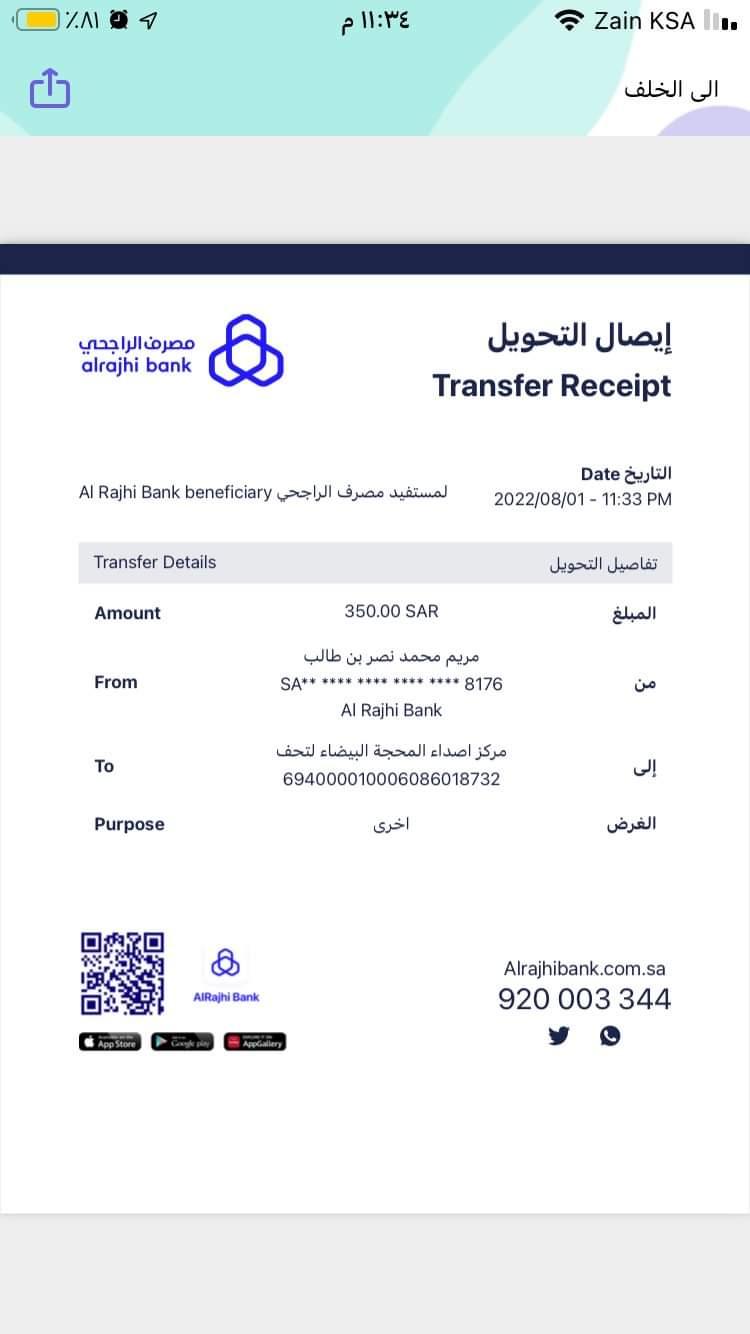 ٪٨١
١١:٣٤ م
Zain KSA
الى الخلف
مصرف الراجحي
alrajhi bank
إيصال التحويل
Transfer Receipt
التاريخ Date
2022/08/01 - 11:33 PM
Al Rajhi Bank beneficiary لمستفيد مصرف الراجحي
Transfer Details تفاصيل التحويل
Amount 350.00 SAR المبلغ
مريم محمد نصر بن طالب
From SA** **** **** **** **** 8176 من
Al Rajhi Bank
مركز اصداء المحجة البيضاء لتحف
To 694000010006086018732 إلى
Purpose اخرى الغرض
AlRajhi Bank
Alrajhibank.com.sa
920 003 344
App Store
Google play
AppGallery